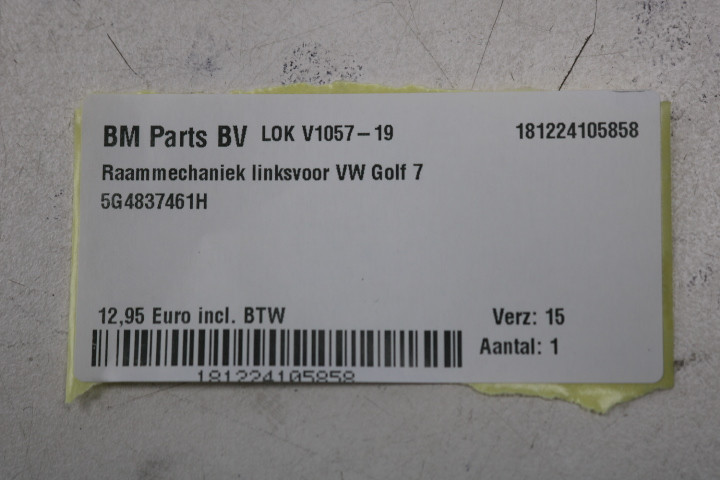 BM Parts BV LOK V1057-19 181224105858
Raammechaniek linksvoor VW Golf 7
5G4837461H
12,95 Euro incl. BTW Verz: 15
Aantal: 1
181224105858